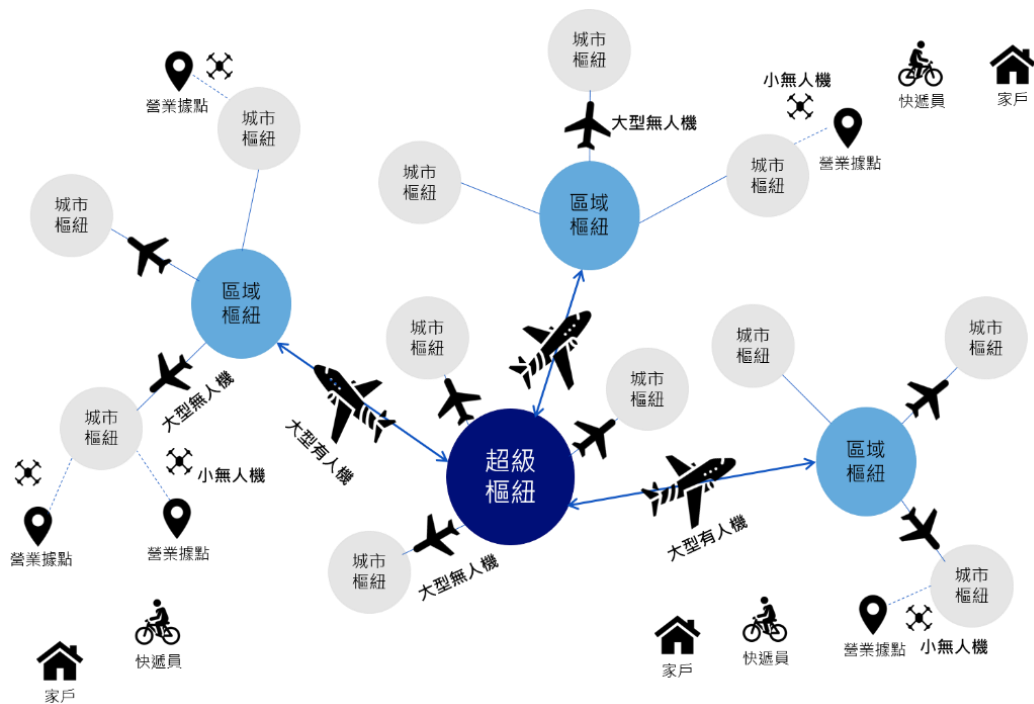 城市
樞紐
營業據點
城市
樞紐
大型無人機
小無人機
快遞員
家戶
營業據點
城市
樞紐
城市
樞紐
城市
樞紐
區域
樞紐
區域
樞紐
城市
樞紐
城市
樞紐
城市
樞紐
城市
樞紐
大型無人機
城市
樞紐
城市
樞紐
大型有人機
小無人機
超級
樞紐
區域
樞紐
大型有人機
營業據點
營業據點
城市
樞紐
大型無人機
城市
樞紐
快遞員
家戶
家戶
快遞員
營業據點
小無人機